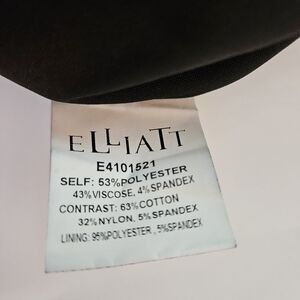 ELLIATT
E4101521
SELF: 53%POLYESTER
43%VISCOSE, 4%SPANDEX
CONTRAST: 63%COTTON
32%NYLON, 5%SPANDEX
LINING: 95%POLYESTER , 5%SPANDEX